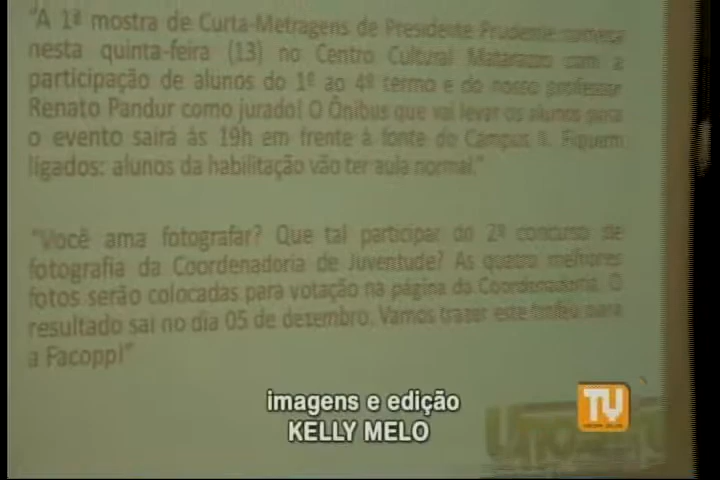 "A 1ª mostra de Curta-Metragens de Presidente Prudente começa
nesta quinta-feira (13) no Centro Cultural Matarazzo com a
participação de alunos do 1º ao 4º termo e do nosso professor
Renato Pandur como jurado! O Ônibus que vai levar os alunos para
o evento sairá às 19h em frente à fonte do Campus II. Fiquem
ligados: alunos da habilitação vão ter aula normal."
"Você ama fotografar? Que tal participar do 2º concurso de
fotografia da Coordenadoria de Juventude? As quatro melhores
fotos serão colocadas para votação na página da Coordenadoria. O
resultado sai no dia 05 de dezembro. Vamos trazer este troféu para
a Facopp!"
imagens e edição
KELLY MELO
TV